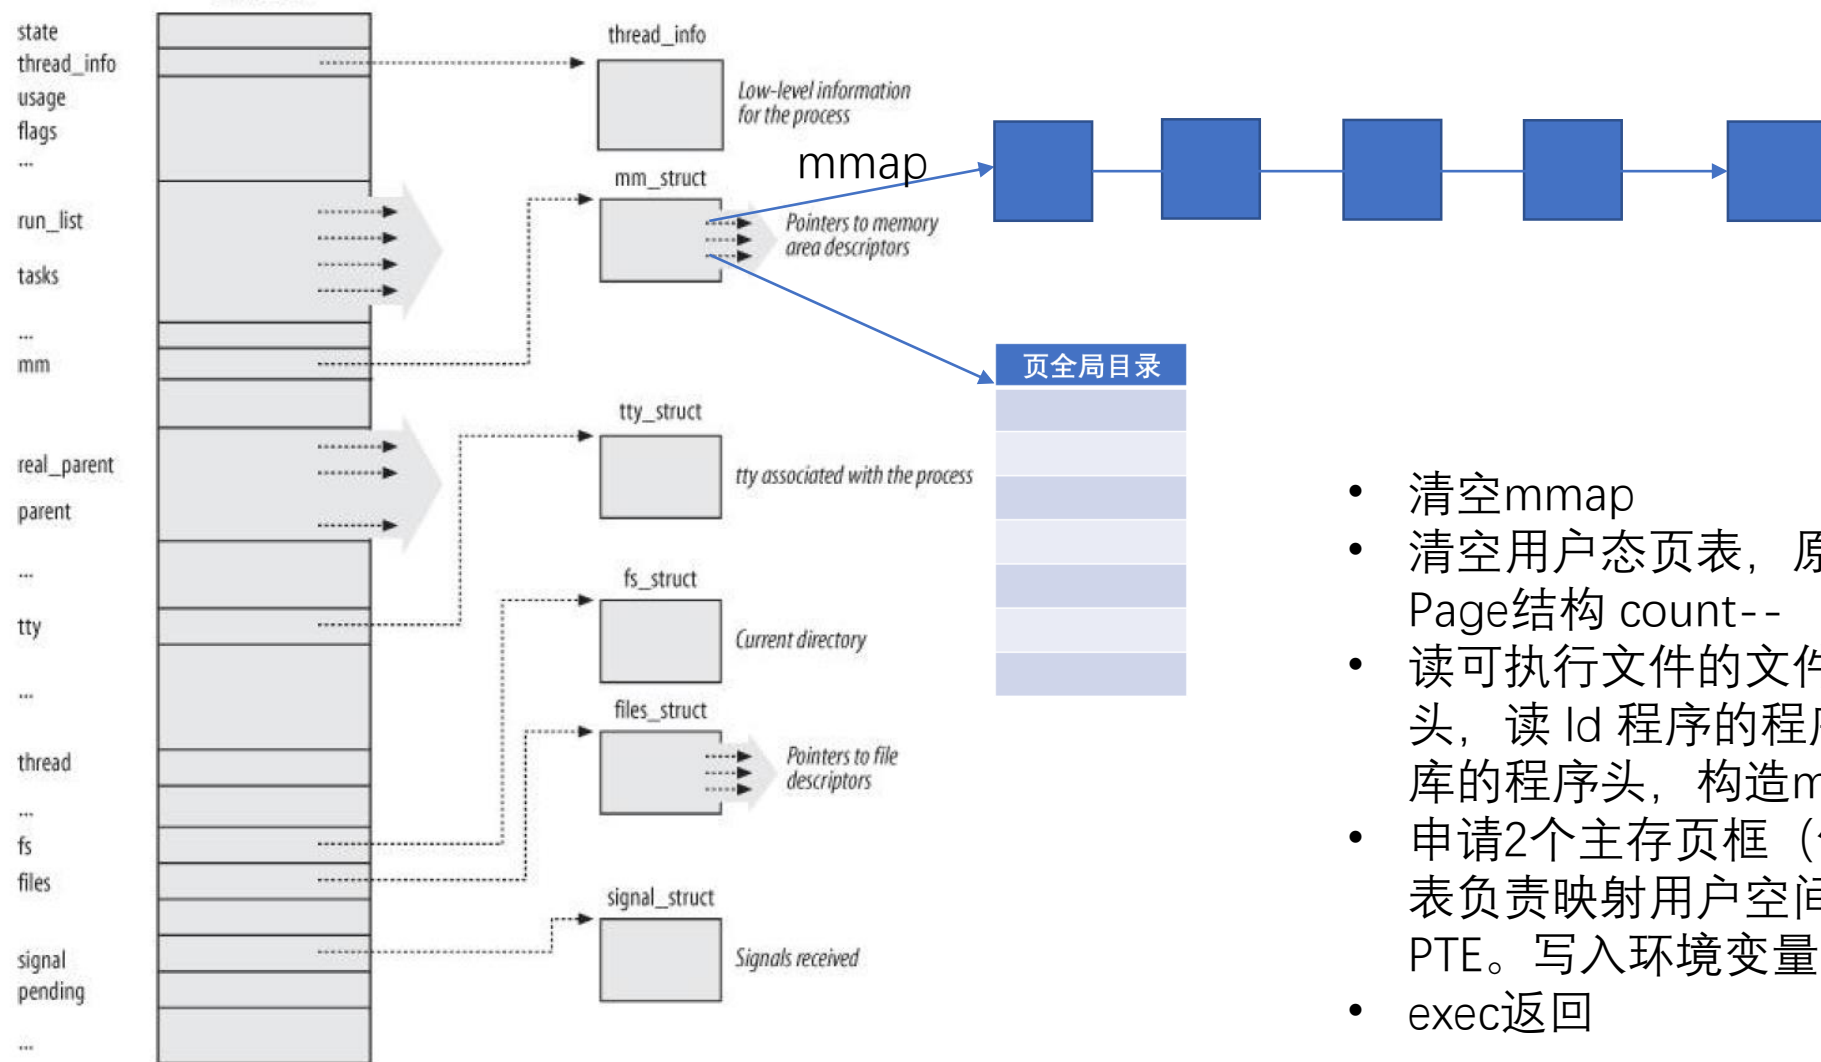 state
thread_info
usage
flags
...
run_list
tasks
...
mm
real_parent
parent
...
tty
...
thread
...
fs
files
signal
pending
...
thread_info
Low-level information
for the process
mm_struct
Pointers to memory
area descriptors
tty_struct
tty associated with the process
fs_struct
Current directory
files_struct
Pointers to file
descriptors
signal_struct
Signals received
mmap
页全局目录
• 清空mmap
• 清空用户态页表，原
Page结构 count--
• 读可执行文件的文件
头，读 ld 程序的程序
库的程序头，构造m
• 申请2个主存页框（
表负责映射用户空间
PTE。写入环境变量
• exec返回